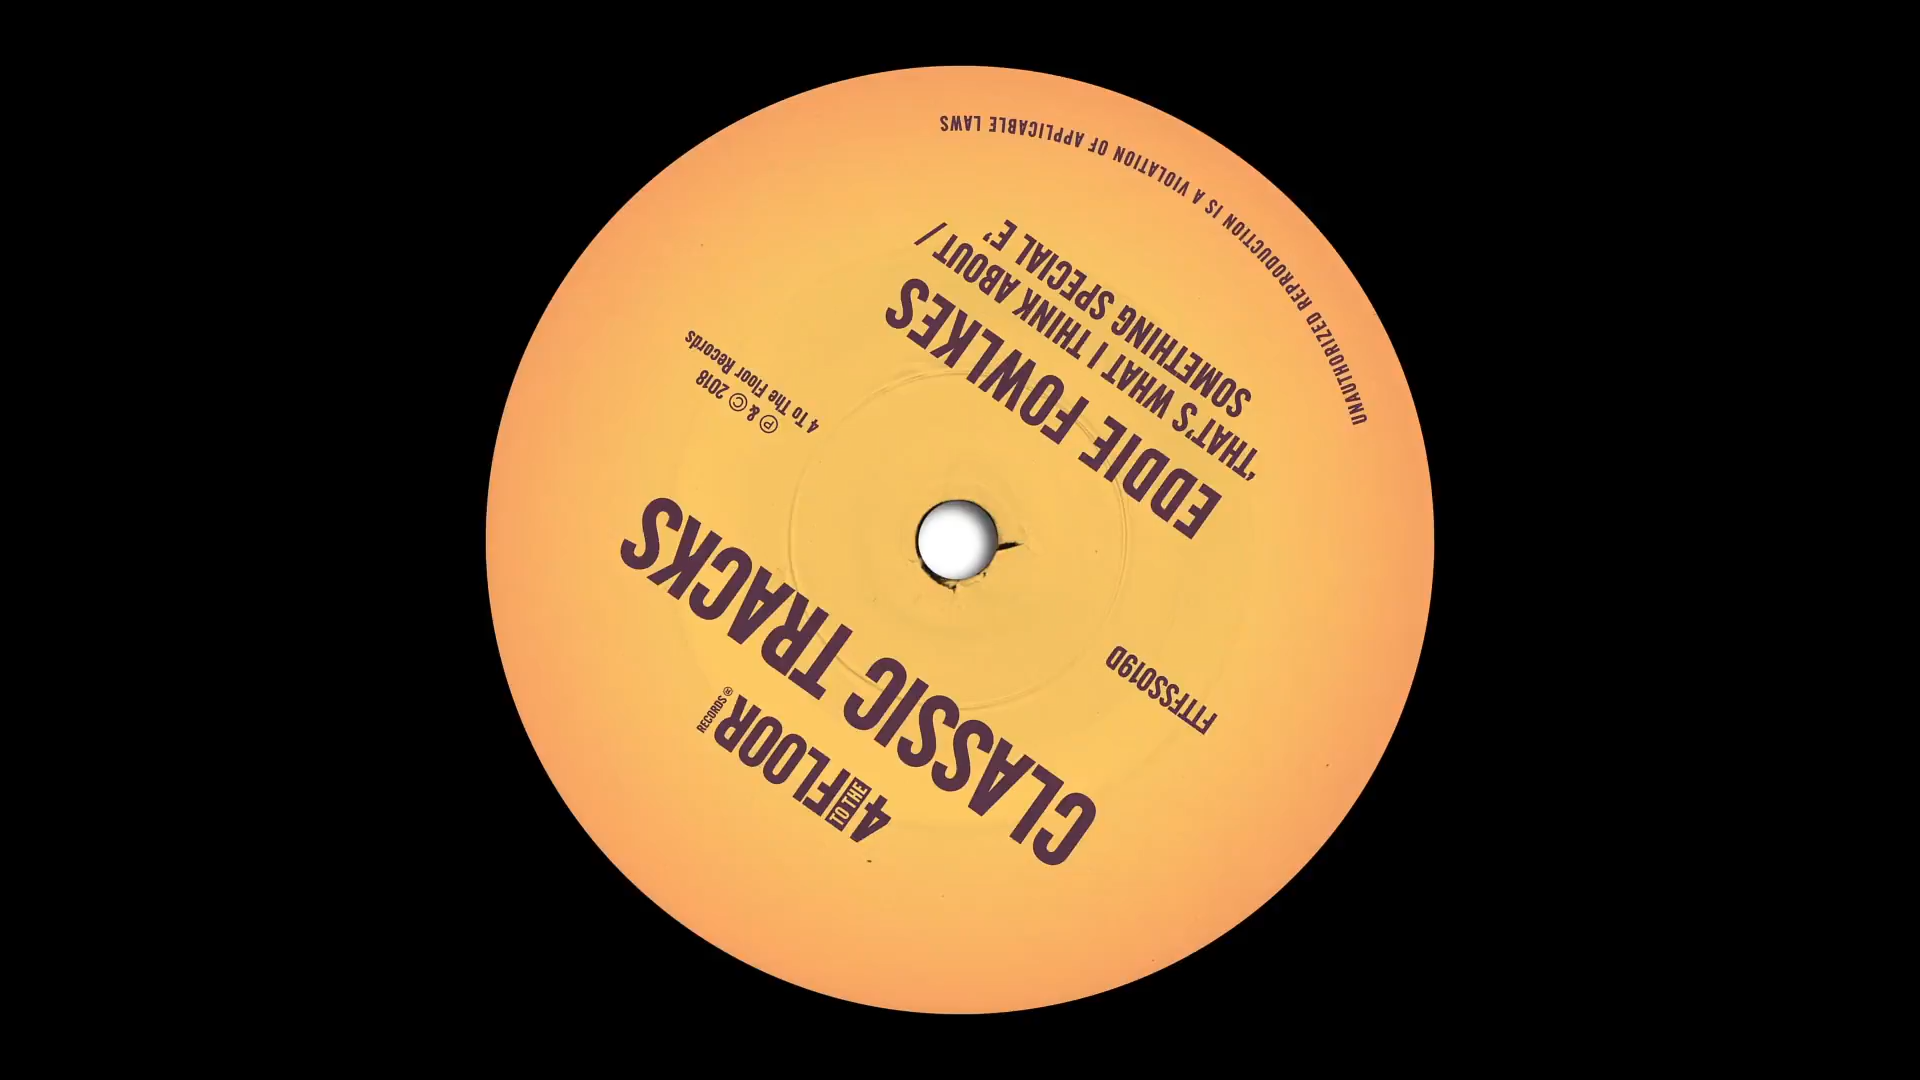 4 TO THE FLOOR
RECORDS ®
CLASSIC TRACKS
FTTFSS019D
℗ & © 2018
4 To The Floor Records
EDDIE FOWLKES
'THAT'S WHAT I THINK ABOUT /
SOMETHING SPECIAL E'
UNAUTHORIZED REPRODUCTION IS A VIOLATION OF APPLICABLE LAWS